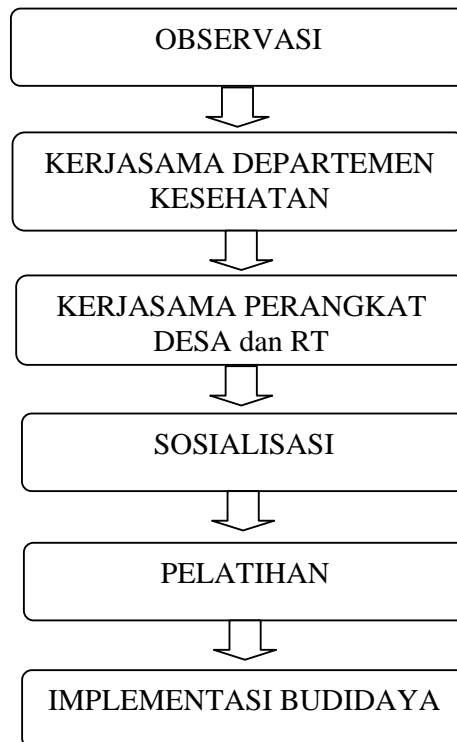 OBSERVASI
KERJASAMA DEPARTEMEN
KESEHATAN
KERJASAMA PERANGKAT
DESA dan RT
SOSIALISASI
PELATIHAN
IMPLEMENTASI BUDIDAYA